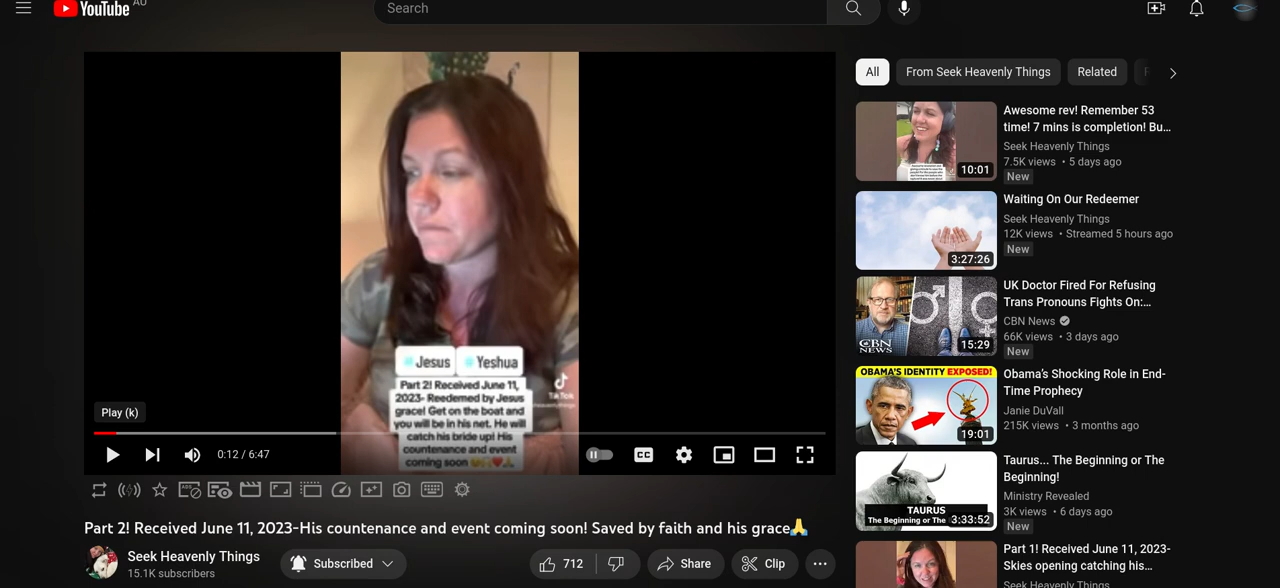 YouTube AU
Search
#Jesus #Yeshua
Part 2! Received June 11,
2023- Reedemed by Jesus
grace! Get on the boat and
you will be in his net. He will
catch his bride up! His
countenance and event
coming soon 😊🎶❤️🙏
TikTok
Play (k)
0:12 / 6:47
CC
Part 2! Received June 11, 2023-His countenance and event coming soon! Saved by faith and his grace🙏
Seek Heavenly Things
15.1K subscribers
Subscribed
712
Share
Clip
All
From Seek Heavenly Things
Related
10:01
Awesome rev! Remember 53
time! 7 mins is completion! Bu...
Seek Heavenly Things
7.5K views • 5 days ago
New
3:27:26
Waiting On Our Redeemer
Seek Heavenly Things
12K views • Streamed 5 hours ago
New
CBN
NEWS
15:29
UK Doctor Fired For Refusing
Trans Pronouns Fights On:...
CBN News
66K views • 3 days ago
New
OBAMA'S IDENTITY EXPOSED!
19:01
Obama's Shocking Role in End-
Time Prophecy
Janie DuVall
215K views • 3 months ago
TAURUS
The Beginning or The
3:33:52
Taurus... The Beginning or The
Beginning!
Ministry Revealed
3K views • 6 days ago
New
Part 1! Received June 11, 2023-
Skies opening catching his...
Seek Heavenly Things